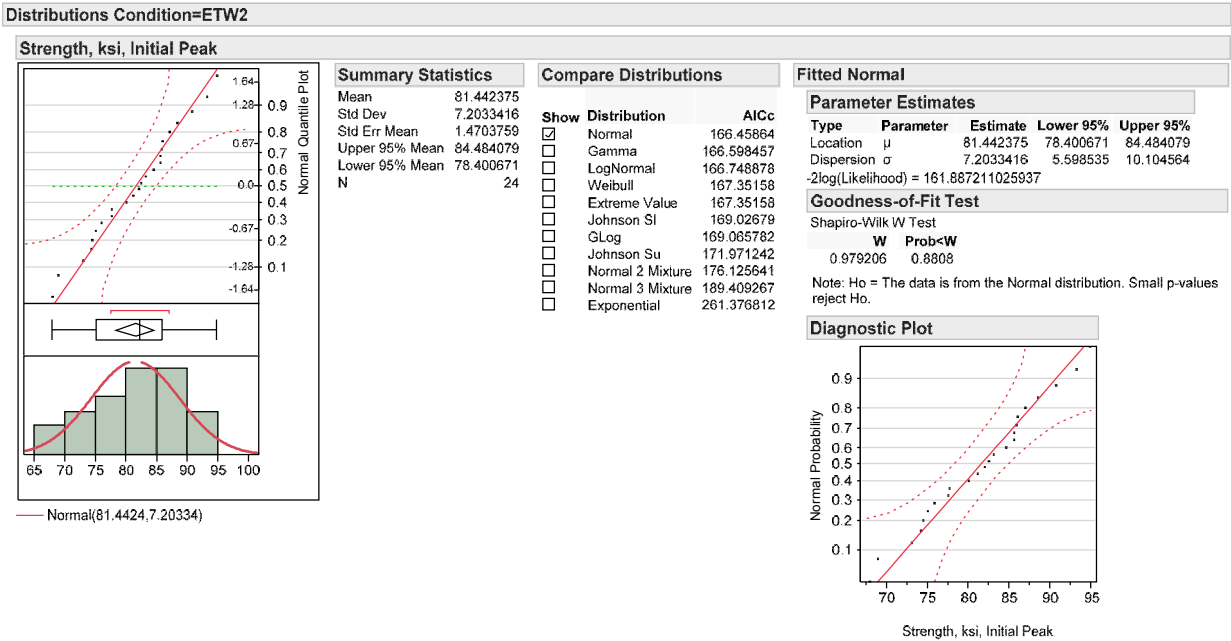 Distributions Condition=ETW2
Strength, ksi, Initial Peak
1.64
1.28
0.67
0.0
-0.67
-1.28
-1.64
0.9
0.8
0.7
0.6
0.5
0.4
0.3
0.2
0.1
Normal Quantile Plot
65 70 75 80 85 90 95 100
Normal(81.4424,7.20334)
Summary Statistics
Mean 81.442375
Std Dev 7.2033416
Std Err Mean 1.4703759
Upper 95% Mean 84.484079
Lower 95% Mean 78.400671
N 24
Compare Distributions
Show Distribution AICc
Normal 166.45864
Gamma 166.598457
LogNormal 166.748878
Weibull 167.35158
Extreme Value 167.35158
Johnson Sl 169.02679
GLog 169.065782
Johnson Su 171.971242
Normal 2 Mixture 176.125641
Normal 3 Mixture 189.409267
Exponential 261.376812
Fitted Normal
Parameter Estimates
Type Parameter Estimate Lower 95% Upper 95%
Location μ 81.442375 78.400671 84.484079
Dispersion σ 7.2033416 5.598535 10.104564
-2log(Likelihood) = 161.887211025937
Goodness-of-Fit Test
Shapiro-Wilk W Test
W Prob<W
0.979206 0.8808
Note: Ho = The data is from the Normal distribution. Small p-values
reject Ho.
Diagnostic Plot
Normal Probability
0.9
0.8
0.7
0.6
0.5
0.4
0.3
0.2
0.1
70 75 80 85 90 95
Strength, ksi, Initial Peak